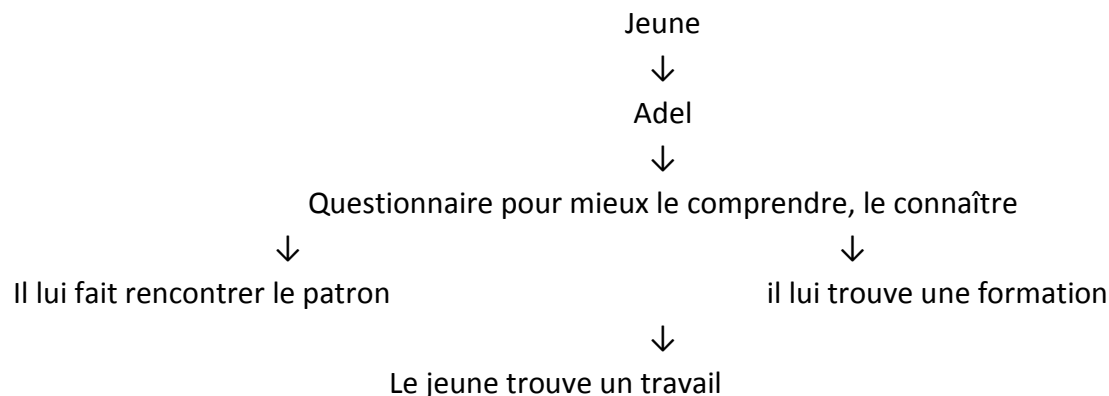 Jeune
↓
Adel
↓
Questionnaire pour mieux le comprendre, le connaître
↓ ↓
Il lui fait rencontrer le patron il lui trouve une formation
↓
Le jeune trouve un travail